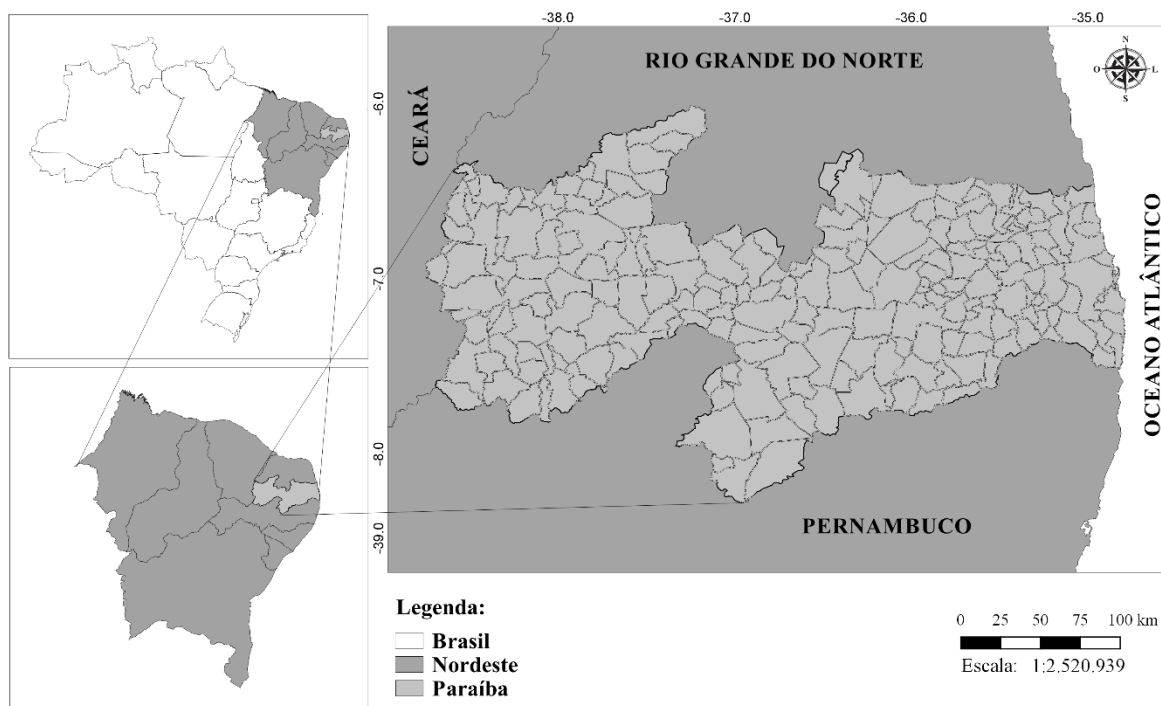 -38.0
-37.0
-36.0
-35.0
RIO GRANDE DO NORTE
N
O
L
S
-6.0
CEARÁ
-7.0
OCEANO ATLÂNTICO
-8.0
-39.0
PERNAMBUCO
Legenda:
Brasil
Nordeste
Paraíba
0 25 50 75 100 km
Escala: 1:2.520.939